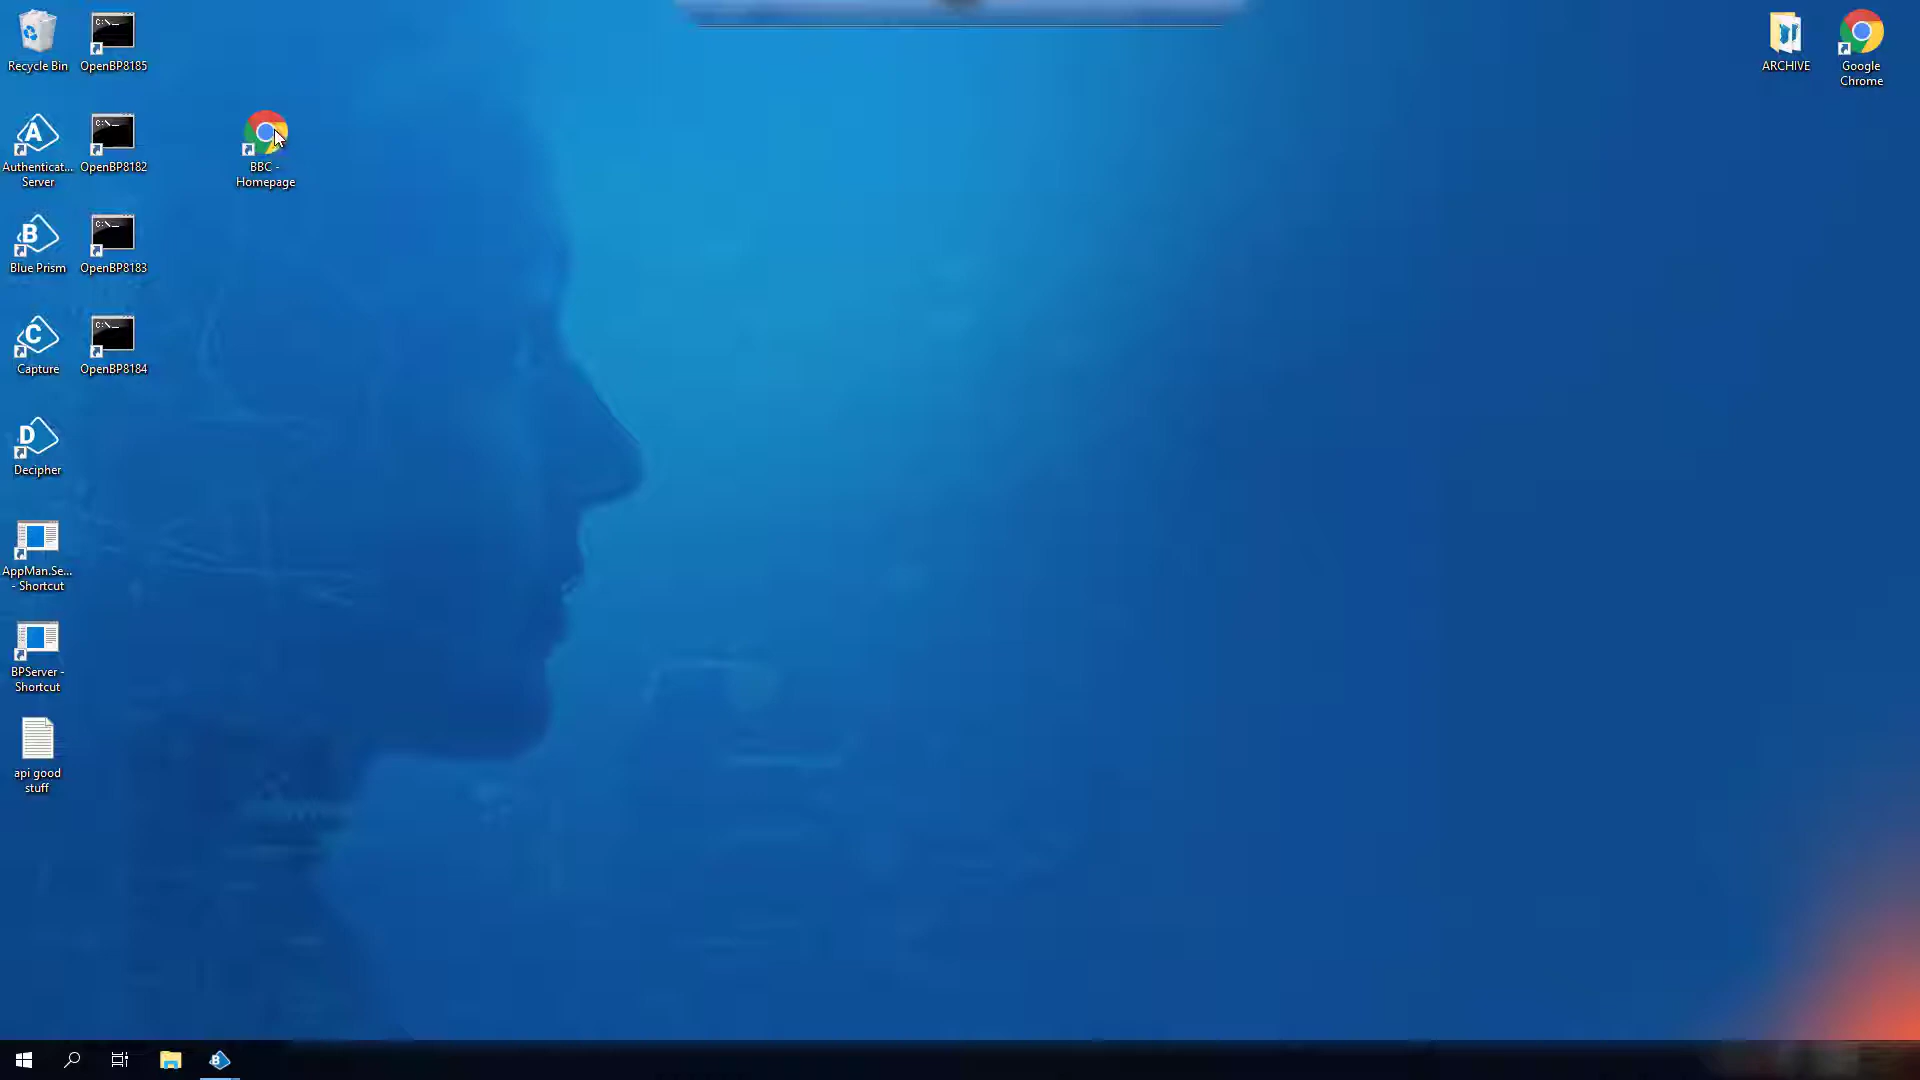 Recycle Bin
OpenBP8185
ARCHIVE
Google
Chrome
Authenticat...
Server
OpenBP8182
BBC -
Homepage
Blue Prism
OpenBP8183
Capture
OpenBP8184
Decipher
AppMan.Se...
- Shortcut
BPServer -
Shortcut
api good
stuff